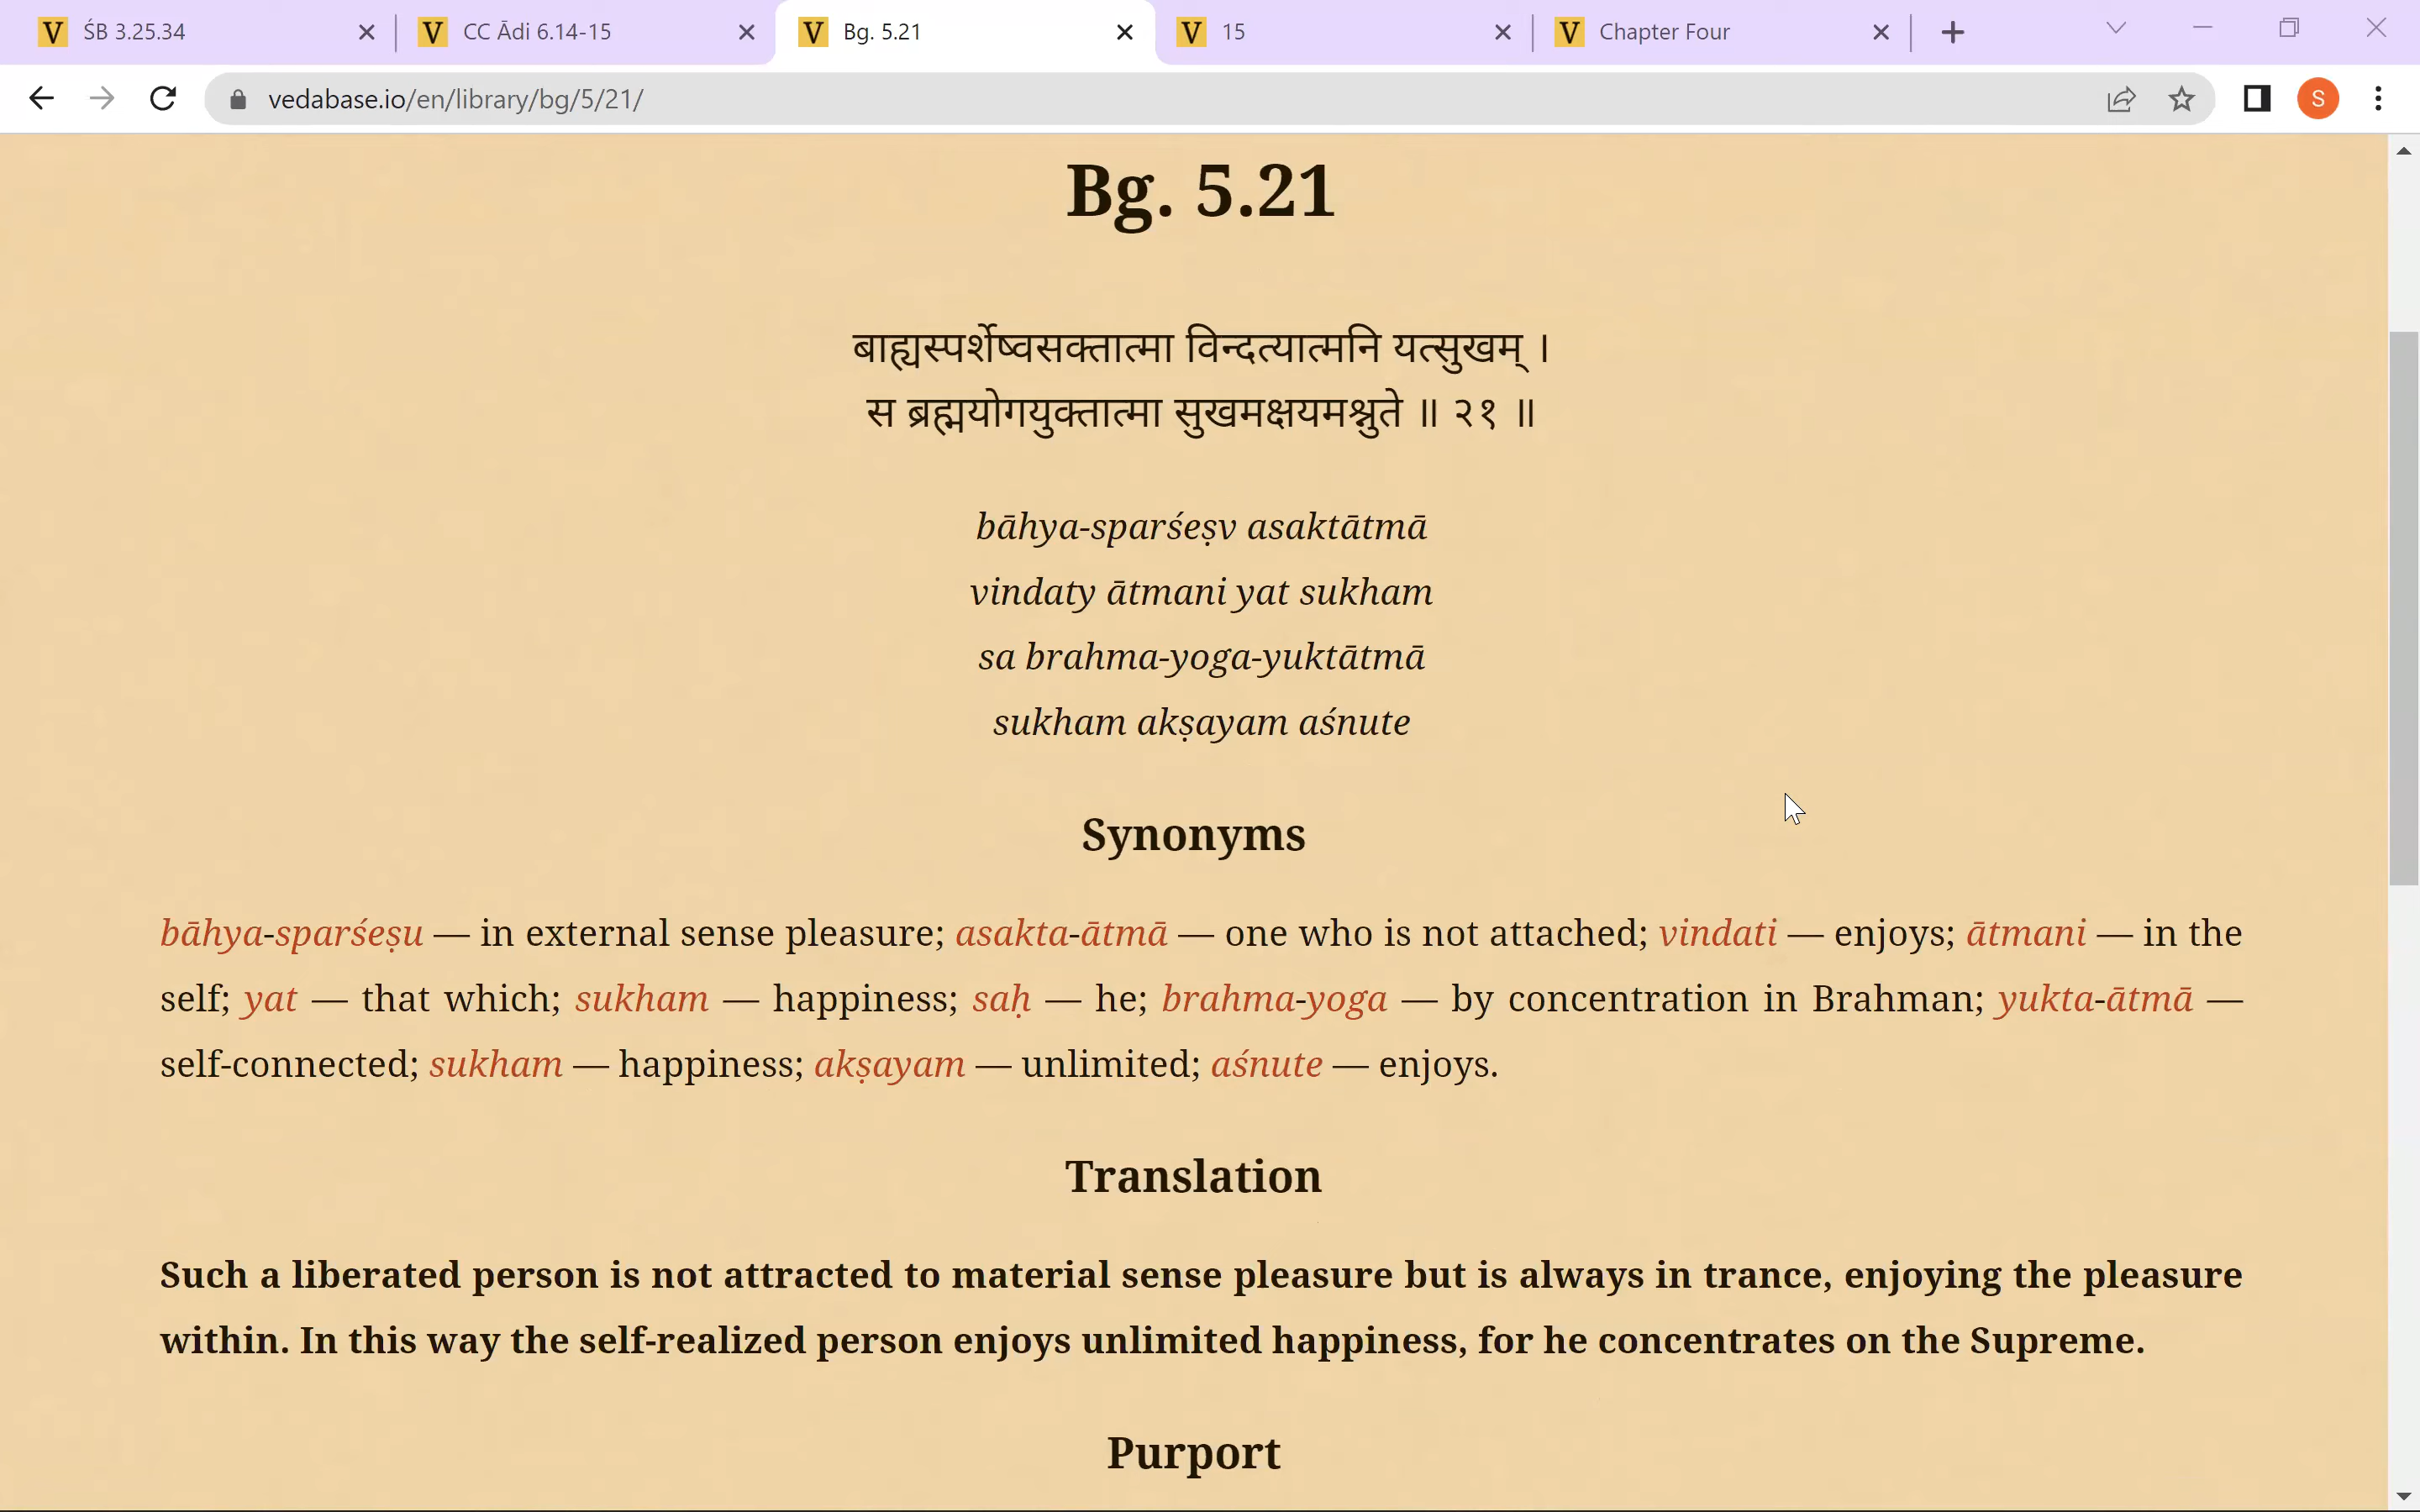 V ŚB 3.25.34
V CC Ādi 6.14-15
V Bg. 5.21
V 15
V Chapter Four
vedabase.io/en/library/bg/5/21/
S
Bg. 5.21
बाह्यस्पर्शेष्वसक्तात्मा विन्दत्यात्मनि यत्सुखम् ।
स ब्रह्मयोगयुक्तात्मा सुखमक्षयमश्नुते ॥ २१ ॥
bāhya-sparśeṣv asaktātmā
vindaty ātmani yat sukham
sa brahma-yoga-yuktātmā
sukham akṣayam aśnute
Synonyms
bāhya-sparśeṣu — in external sense pleasure; asakta-ātmā — one who is not attached; vindati — enjoys; ātmani — in the
self; yat — that which; sukham — happiness; saḥ — he; brahma-yoga — by concentration in Brahman; yukta-ātmā —
self-connected; sukham — happiness; akṣayam — unlimited; aśnute — enjoys.
Translation
Such a liberated person is not attracted to material sense pleasure but is always in trance, enjoying the pleasure
within. In this way the self-realized person enjoys unlimited happiness, for he concentrates on the Supreme.
Purport